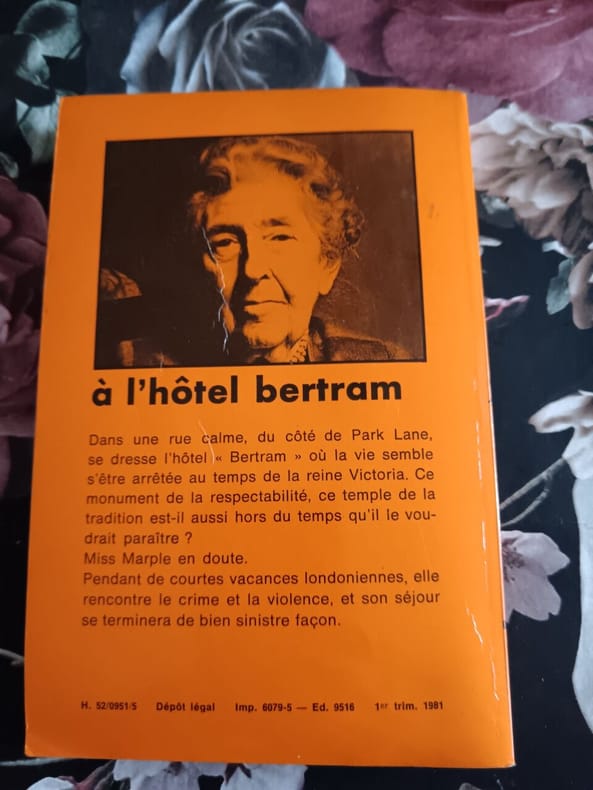 à l'hôtel bertram
Dans une rue calme, du côté de Park Lane,
se dresse l'hôtel « Bertram » où la vie semble
s'être arrêtée au temps de la reine Victoria. Ce
monument de la respectabilité, ce temple de la
tradition est-il aussi hors du temps qu'il le vou-
drait paraître ?
Miss Marple en doute.
Pendant de courtes vacances londoniennes, elle
rencontre le crime et la violence, et son séjour
se terminera de bien sinistre façon.
H. 52/0951/5 Dépôt légal Imp. 6079-5 — Ed. 9516 1er trim. 1981